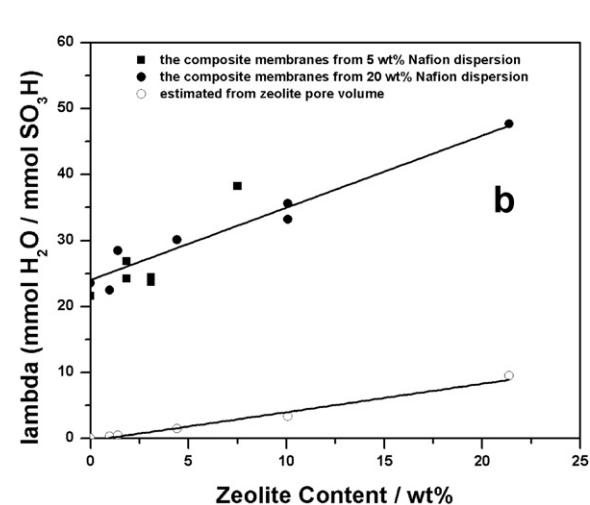 60
50
40
30
20
10
0
lambda (mmol H₂O / mmol SO₃H)
the composite membranes from 5 wt% Nafion dispersion
the composite membranes from 20 wt% Nafion dispersion
estimated from zeolite pore volume
b
0 5 10 15 20 25
Zeolite Content / wt%